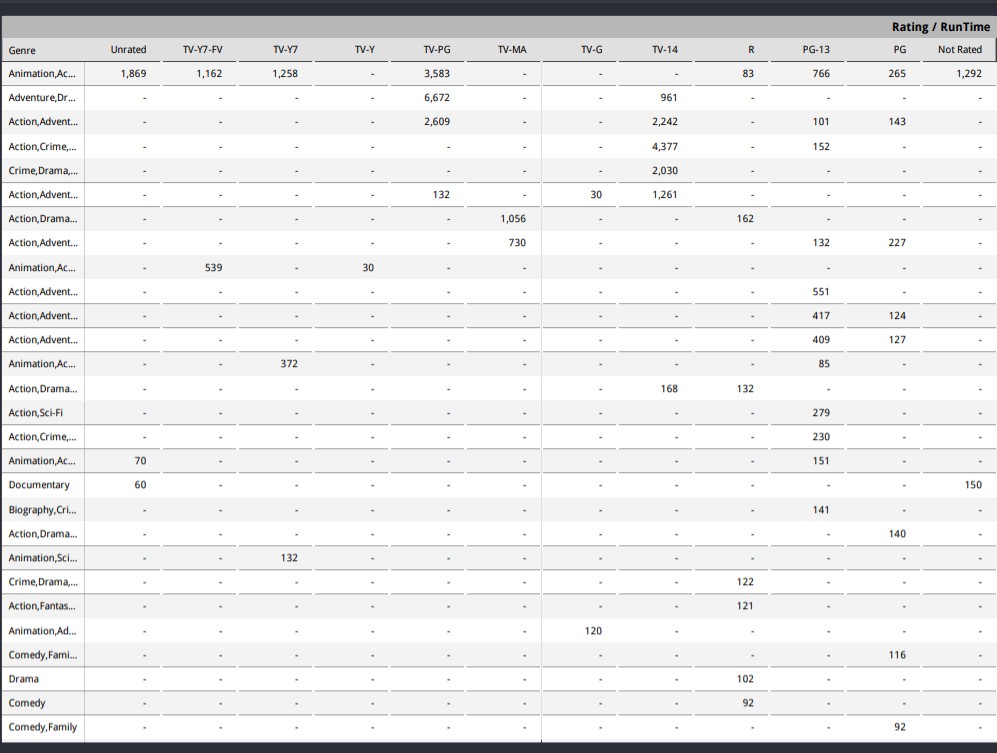 Rating / RunTime
Genre Unrated TV-Y7-FV TV-Y7 TV-Y TV-PG TV-MA TV-G TV-14 R PG-13 PG Not Rated
Animation,Ac... 1,869 1,162 1,258 - 3,583 - - - 83 766 265 1,292
Adventure,Dr... - - - - 6,672 - - 961 - - - -
Action,Advent... - - - - 2,609 - - 2,242 - 101 143 -
Action,Crime,... - - - - - - - 4,377 - 152 - -
Crime,Drama,... - - - - - - - 2,030 - - - -
Action,Advent... - - - - 132 - 30 1,261 - - - -
Action,Drama... - - - - - 1,056 - - 162 - - -
Action,Advent... - - - - - 730 - - - 132 227 -
Animation,Ac... - 539 - 30 - - - - - - - -
Action,Advent... - - - - - - - - - 551 - -
Action,Advent... - - - - - - - - - 417 124 -
Action,Advent... - - - - - - - - - 409 127 -
Animation,Ac... - - 372 - - - - - - 85 - -
Action,Drama... - - - - - - - 168 132 - - -
Action,Sci-Fi - - - - - - - - - 279 - -
Action,Crime,... - - - - - - - - - 230 - -
Animation,Ac... 70 - - - - - - - - 151 - -
Documentary 60 - - - - - - - - - - 150
Biography,Cri... - - - - - - - - - 141 - -
Action,Drama... - - - - - - - - - - 140 -
Animation,Sci... - - 132 - - - - - - - - -
Crime,Drama,... - - - - - - - - 122 - - -
Action,Fantas... - - - - - - - - 121 - - -
Animation,Ad... - - - - - - 120 - - - - -
Comedy,Fami... - - - - - - - - - - 116 -
Drama - - - - - - - - 102 - - -
Comedy - - - - - - - - 92 - - -
Comedy,Family - - - - - - - - - - 92 -